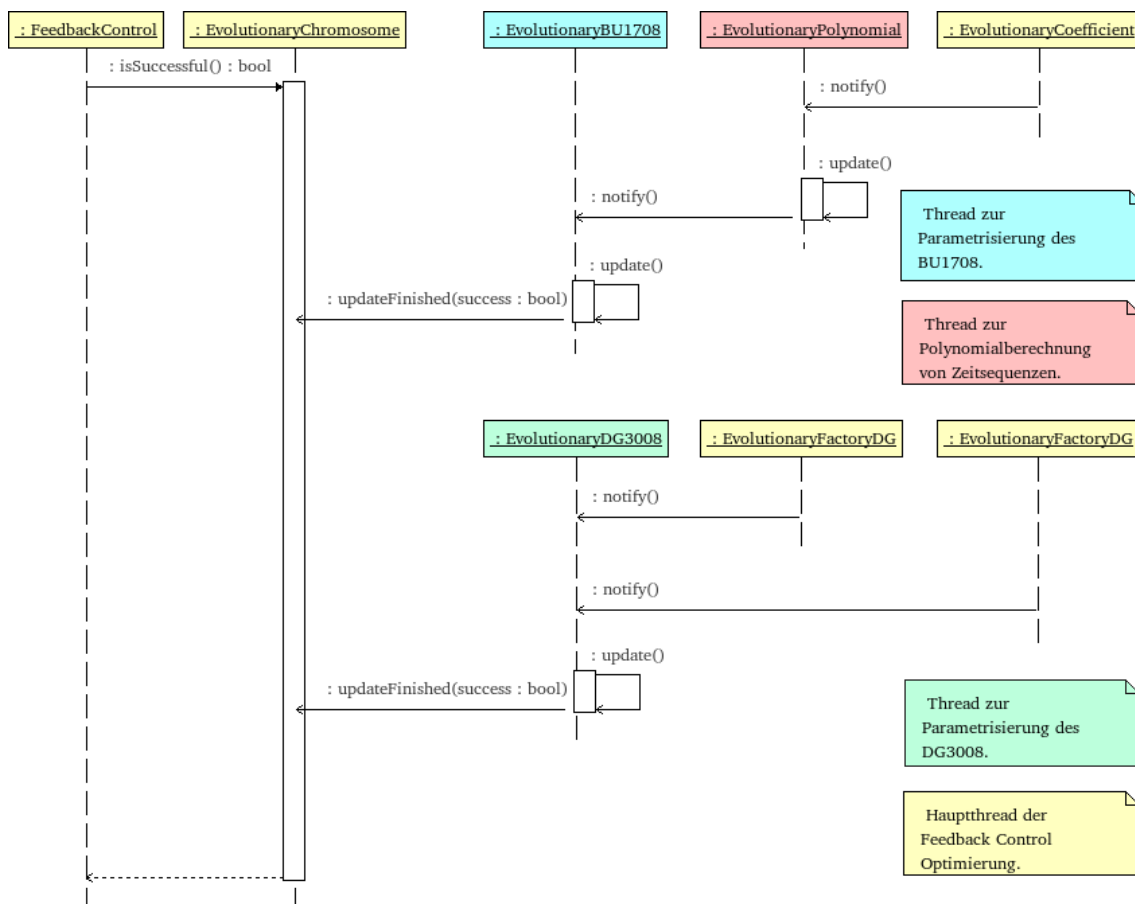 : FeedbackControl
: EvolutionaryChromosome
: EvolutionaryBU1708
: EvolutionaryPolynomial
: EvolutionaryCoefficient
: isSuccessful() : bool
: notify()
: update()
: notify()
Thread zur
Parametrisierung des
BU1708.
: update()
: updateFinished(success : bool)
Thread zur
Polynomialberechnung
von Zeitsequenzen.
: EvolutionaryDG3008
: EvolutionaryFactoryDG
: EvolutionaryFactoryDG
: notify()
: notify()
: update()
: updateFinished(success : bool)
Thread zur
Parametrisierung des
DG3008.
Hauptthread der
Feedback Control
Optimierung.